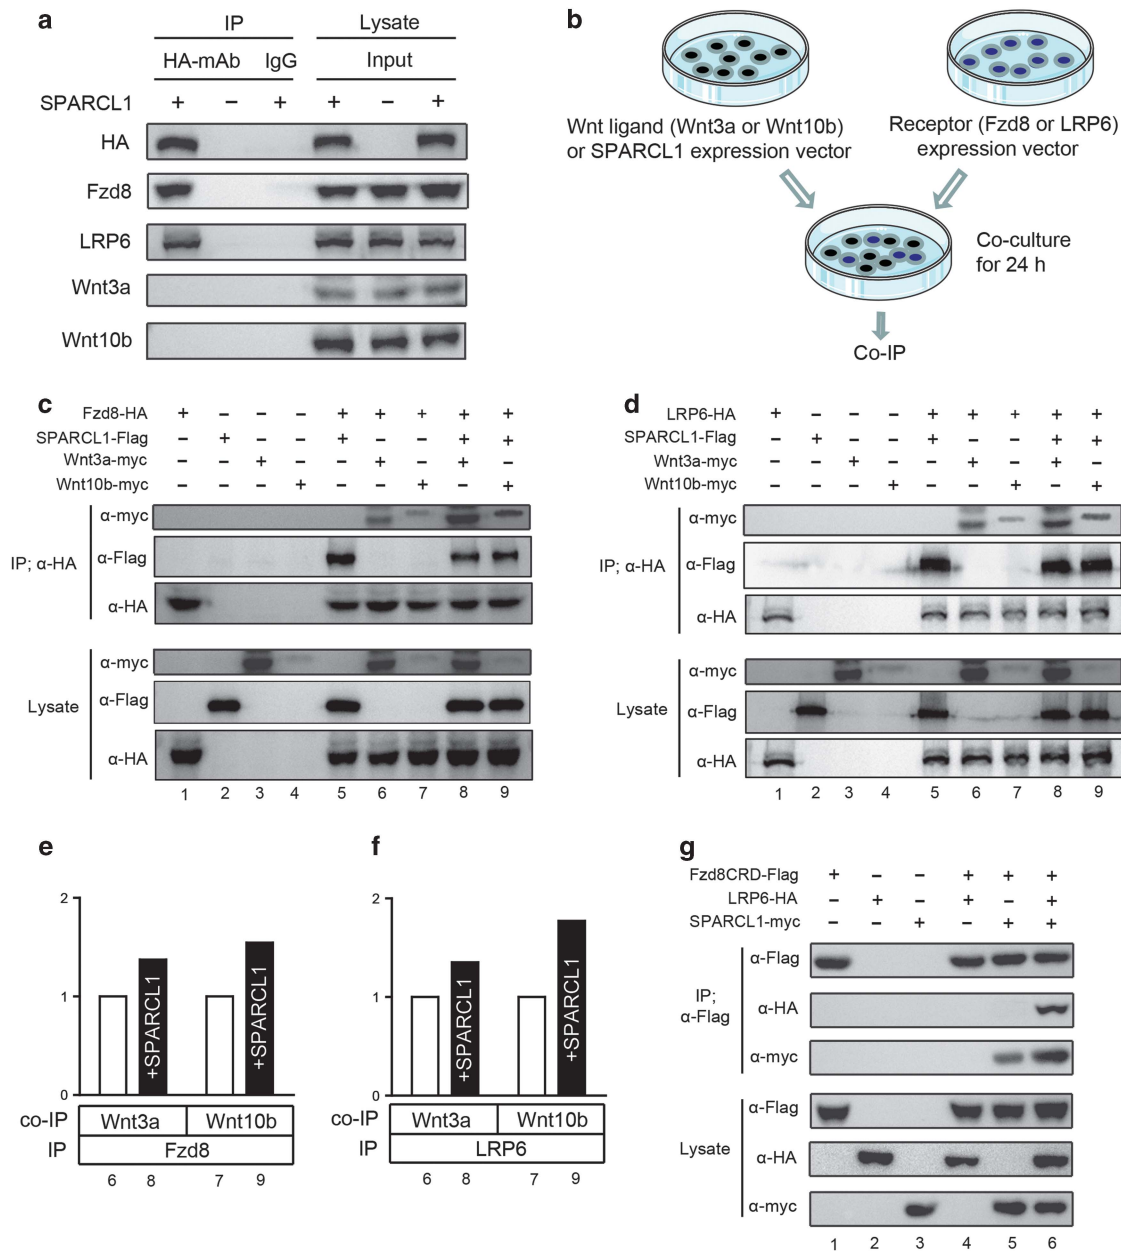 a
IP
Lysate
HA-mAb IgG
Input
SPARCL1 + − + + − +
HA
Fzd8
LRP6
Wnt3a
Wnt10b
b
Wnt ligand (Wnt3a or Wnt10b)
or SPARCL1 expression vector
Receptor (Fzd8 or LRP6)
expression vector
Co-culture
for 24 h
Co-IP
c
Fzd8-HA + − − − + + + + +
SPARCL1-Flag − + − − + − − + +
Wnt3a-myc − − + − − + − + −
Wnt10b-myc − − − + − − + − +
IP; α-HA
α-myc
α-Flag
α-HA
Lysate
α-myc
α-Flag
α-HA
1 2 3 4 5 6 7 8 9
d
LRP6-HA + − − − + + + + +
SPARCL1-Flag − + − − + − − + +
Wnt3a-myc − − + − − + − + −
Wnt10b-myc − − − + − − + − +
IP; α-HA
α-myc
α-Flag
α-HA
Lysate
α-myc
α-Flag
α-HA
1 2 3 4 5 6 7 8 9
e
2
1
0
+SPARCL1
+SPARCL1
co-IP Wnt3a Wnt10b
IP Fzd8
6 8 7 9
f
2
1
0
+SPARCL1
+SPARCL1
co-IP Wnt3a Wnt10b
IP LRP6
6 8 7 9
g
Fzd8CRD-Flag + − − + + +
LRP6-HA − + − + − +
SPARCL1-myc − − + − + +
IP;
α-Flag
α-Flag
α-HA
α-myc
Lysate
α-Flag
α-HA
α-myc
1 2 3 4 5 6